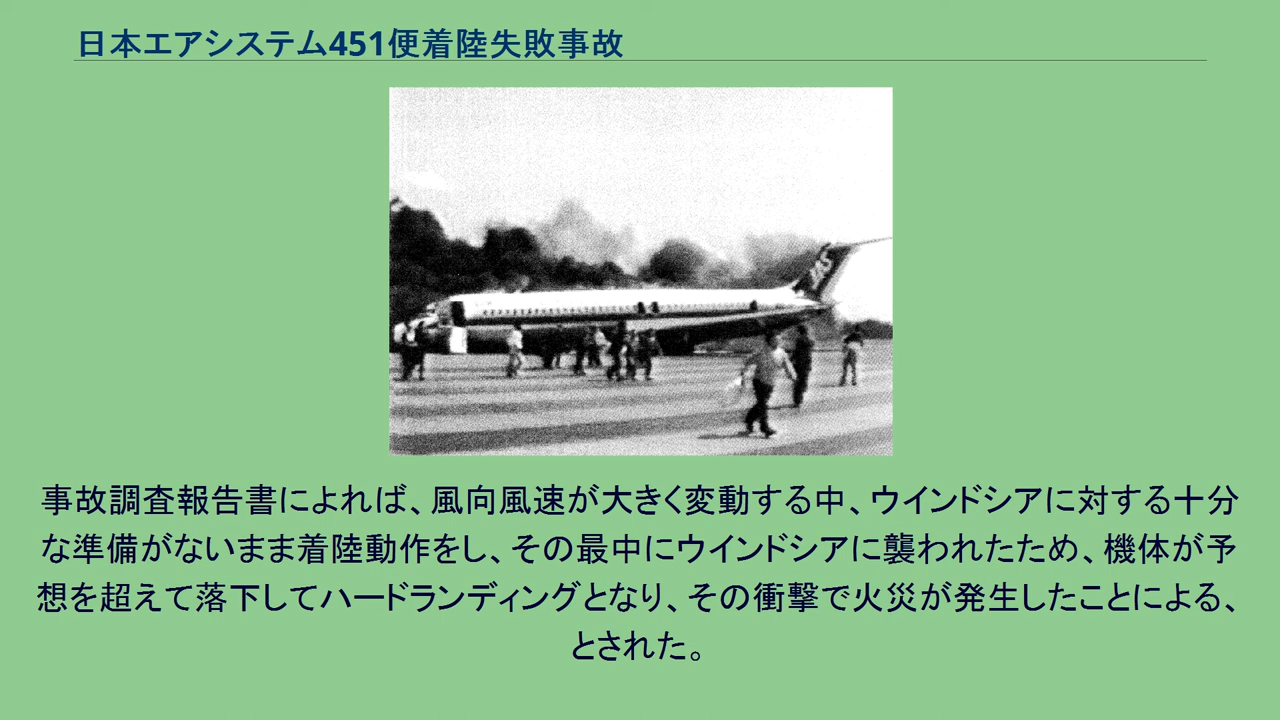 日本エアシステム451便着陸失敗事故
JAS
事故調査報告書によれば、風向風速が大きく変動する中、ウインドシアに対する十分
な準備がないまま着陸動作をし、その最中にウインドシアに襲われたため、機体が予
想を超えて落下してハードランディングとなり、その衝撃で火災が発生したことによる、
とされた。